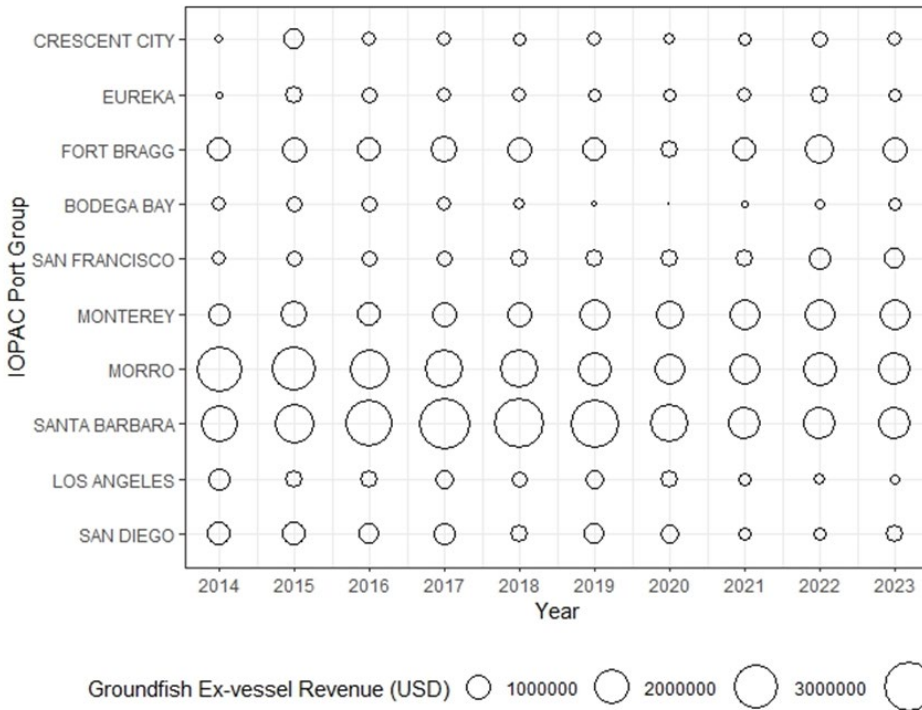 CRESCENT CITY
EUREKA
FORT BRAGG
BODEGA BAY
SAN FRANCISCO
MONTEREY
MORRO
SANTA BARBARA
LOS ANGELES
SAN DIEGO
IOPAC Port Group
2014 2015 2016 2017 2018 2019 2020 2021 2022 2023
Year
Groundfish Ex-vessel Revenue (USD) 1000000 2000000 3000000